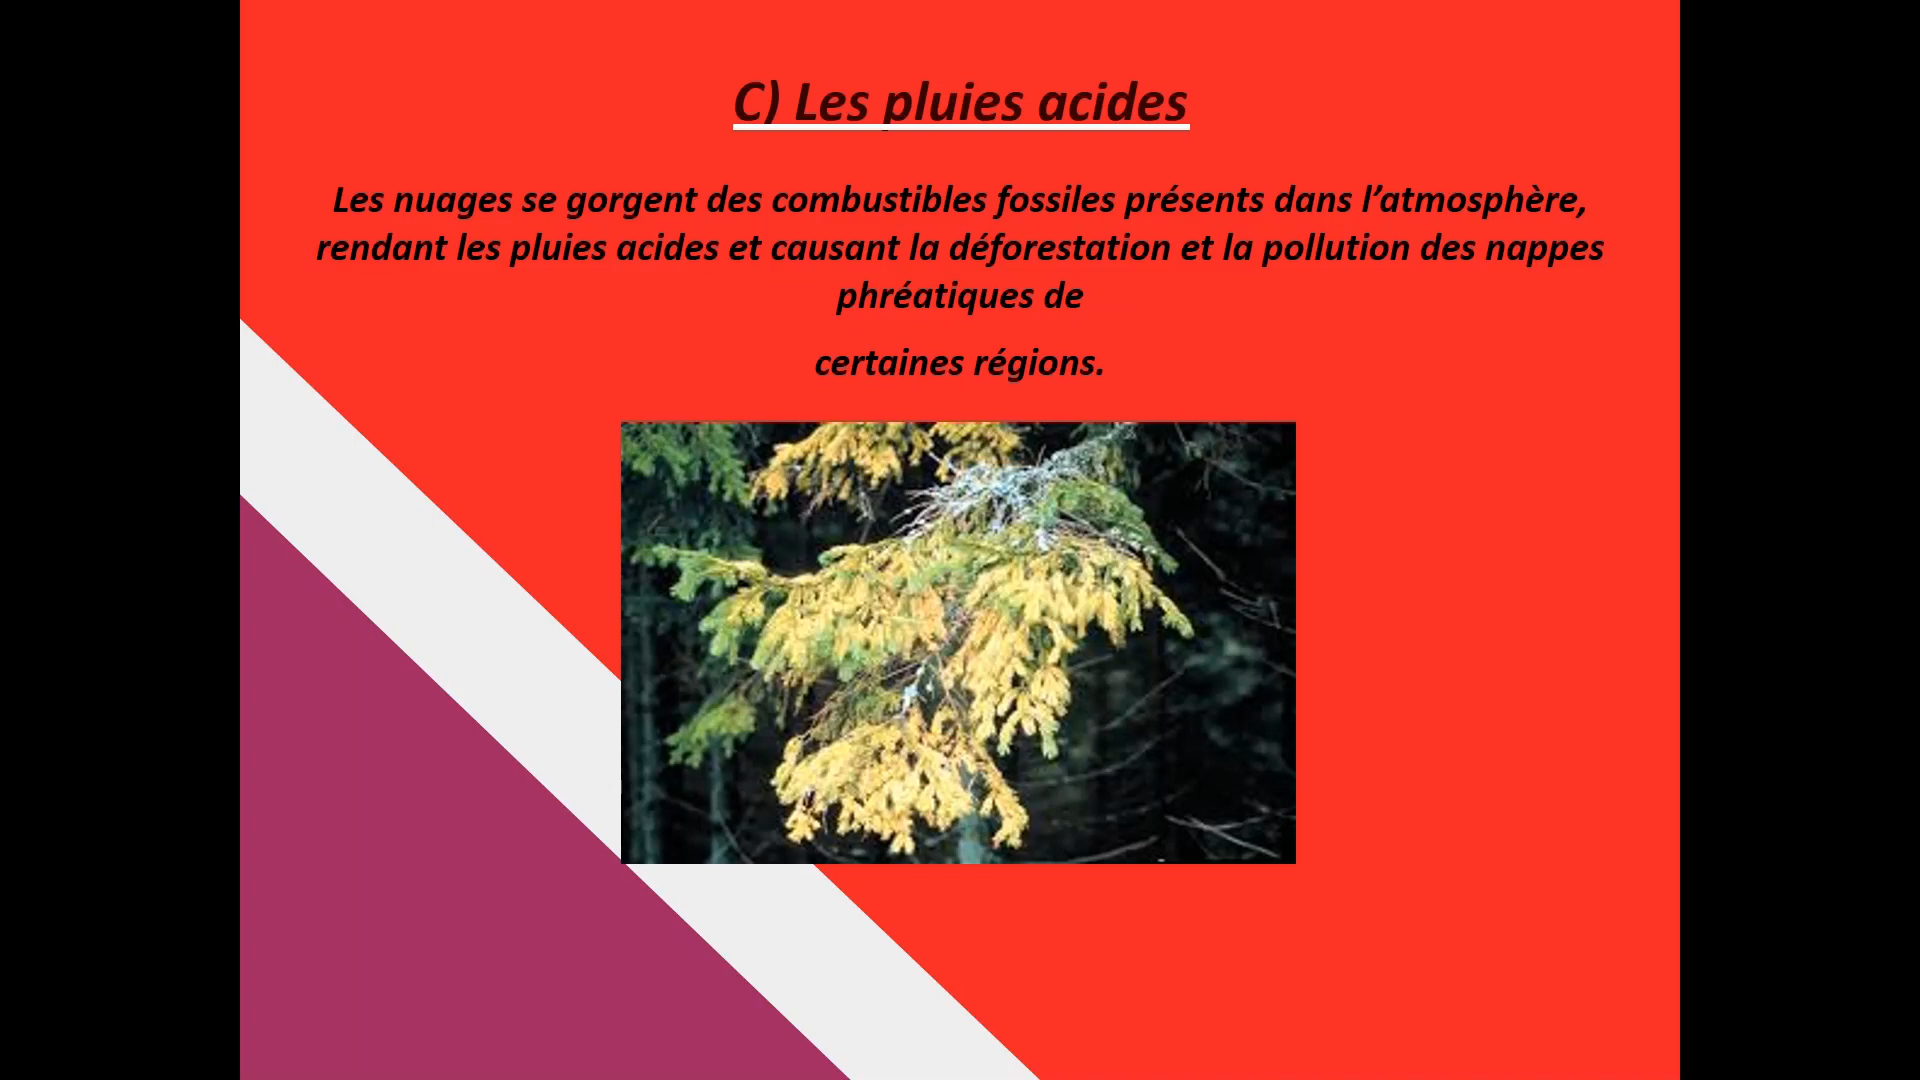 C) Les pluies acides
Les nuages se gorgent des combustibles fossiles présents dans l’atmosphère,
rendant les pluies acides et causant la déforestation et la pollution des nappes
phréatiques de
certaines régions.